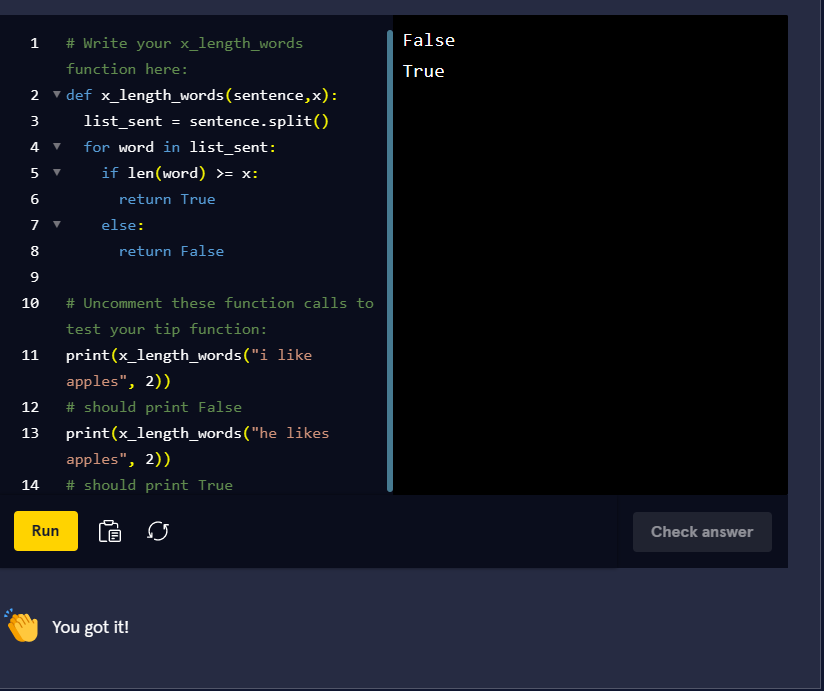 1 # Write your x_length_words
function here:
2 def x_length_words(sentence,x):
3 list_sent = sentence.split()
4 for word in list_sent:
5 if len(word) >= x:
6 return True
7 else:
8 return False
9
10 # Uncomment these function calls to
test your tip function:
11 print(x_length_words("i like
apples", 2))
12 # should print False
13 print(x_length_words("he likes
apples", 2))
14 # should print True
False
True
Run
Check answer
You got it!